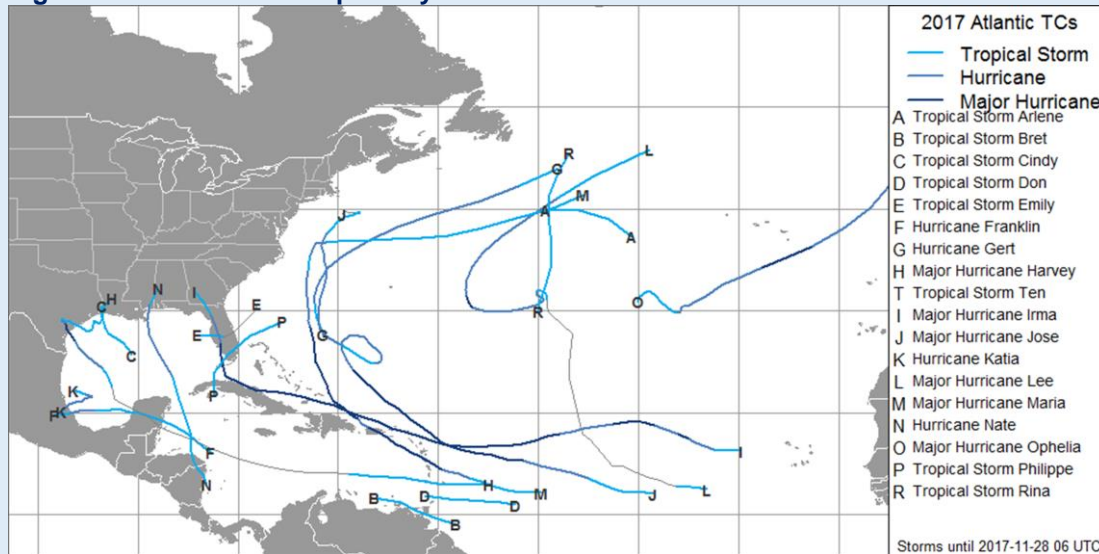 2017 Atlantic TCs
Tropical Storm
Hurricane
Major Hurricane
A Tropical Storm Arlene
B Tropical Storm Bret
C Tropical Storm Cindy
D Tropical Storm Don
E Tropical Storm Emily
F Hurricane Franklin
G Hurricane Gert
H Major Hurricane Harvey
T Tropical Storm Ten
I Major Hurricane Irma
J Major Hurricane Jose
K Hurricane Katia
L Major Hurricane Lee
M Major Hurricane Maria
N Hurricane Nate
O Major Hurricane Ophelia
P Tropical Storm Philippe
R Tropical Storm Rina
Storms until 2017-11-28 06 UTC
R
L
G
M
J
A
A
N
I
H
C
E
O
R
P
E
G
C
K
P
F
K
F
I
N
H
M
J
L
B
D
D
B